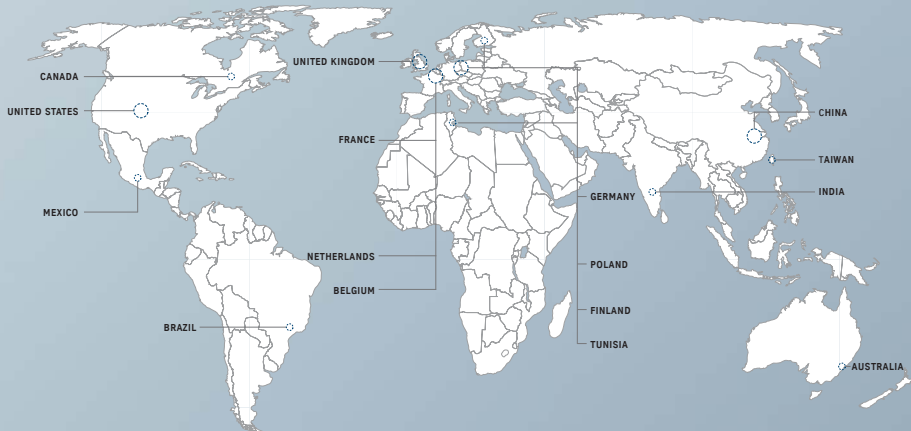 UNITED KINGDOM
CANADA
UNITED STATES
CHINA
FRANCE
TAIWAN
INDIA
GERMANY
MEXICO
NETHERLANDS
POLAND
BELGIUM
FINLAND
BRAZIL
TUNISIA
AUSTRALIA